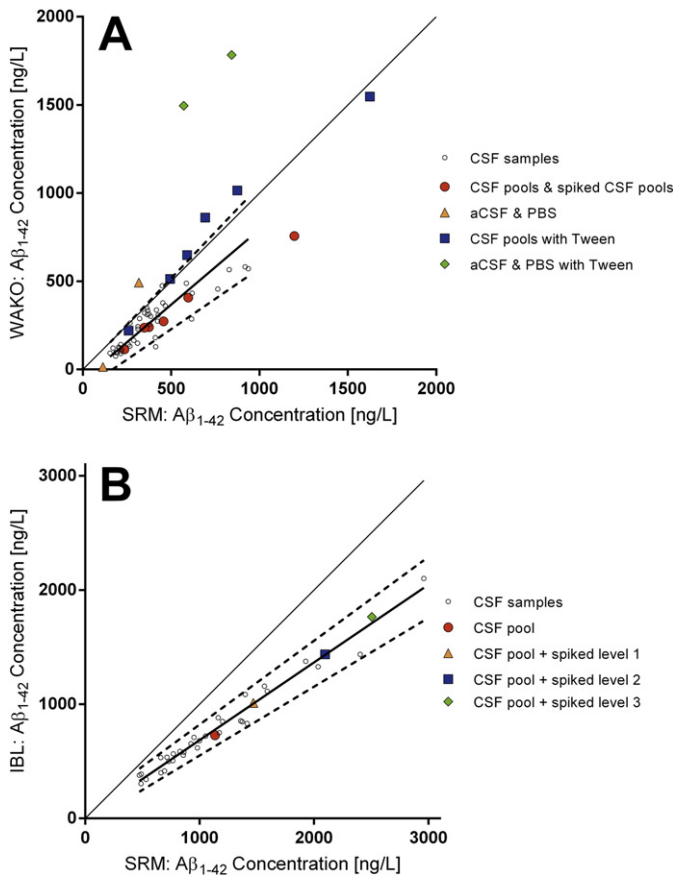 A
2000
1500
1000
500
0
0
500
1000
1500
2000
WAKO: Aβ1-42 Concentration [ng/L]
SRM: Aβ1-42 Concentration [ng/L]
CSF samples
CSF pools & spiked CSF pools
aCSF & PBS
CSF pools with Tween
aCSF & PBS with Tween
B
3000
2000
1000
0
0
1000
2000
3000
IBL: Aβ1-42 Concentration [ng/L]
SRM: Aβ1-42 Concentration [ng/L]
CSF samples
CSF pool
CSF pool + spiked level 1
CSF pool + spiked level 2
CSF pool + spiked level 3